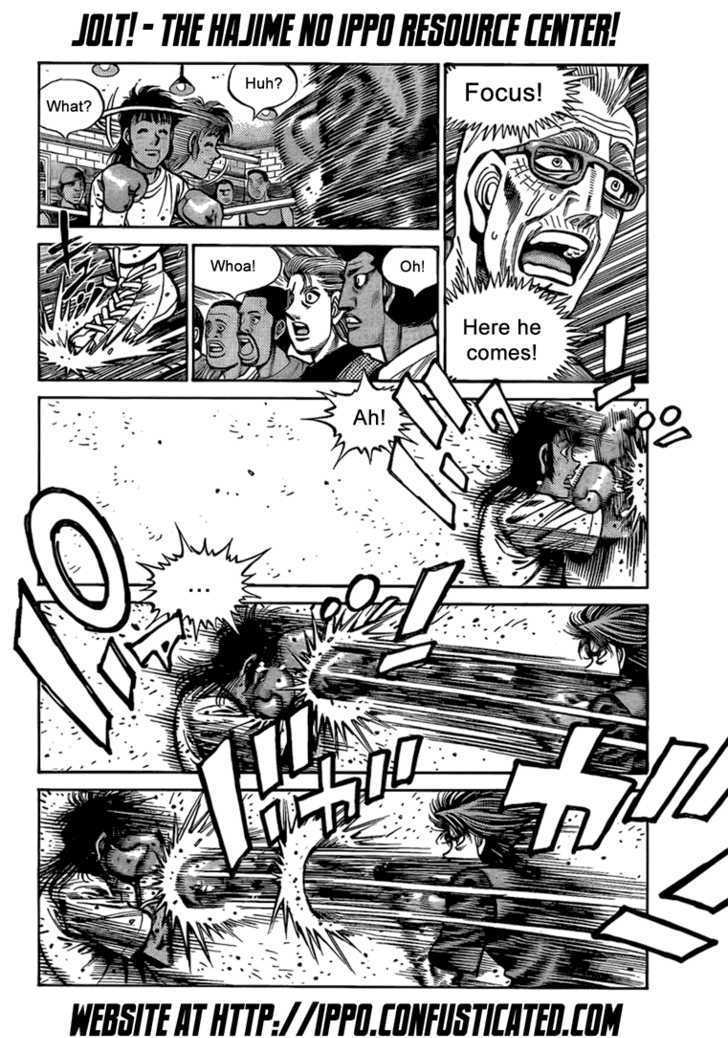 JOLT! - THE HAJIME NO IPPO RESOURCE CENTER!
What?
Huh?
Focus!
Here he
comes!
Whoa!
Oh!
Ah!
...
WEBSITE AT HTTP://IPPO.CONFUSTICATED.COM